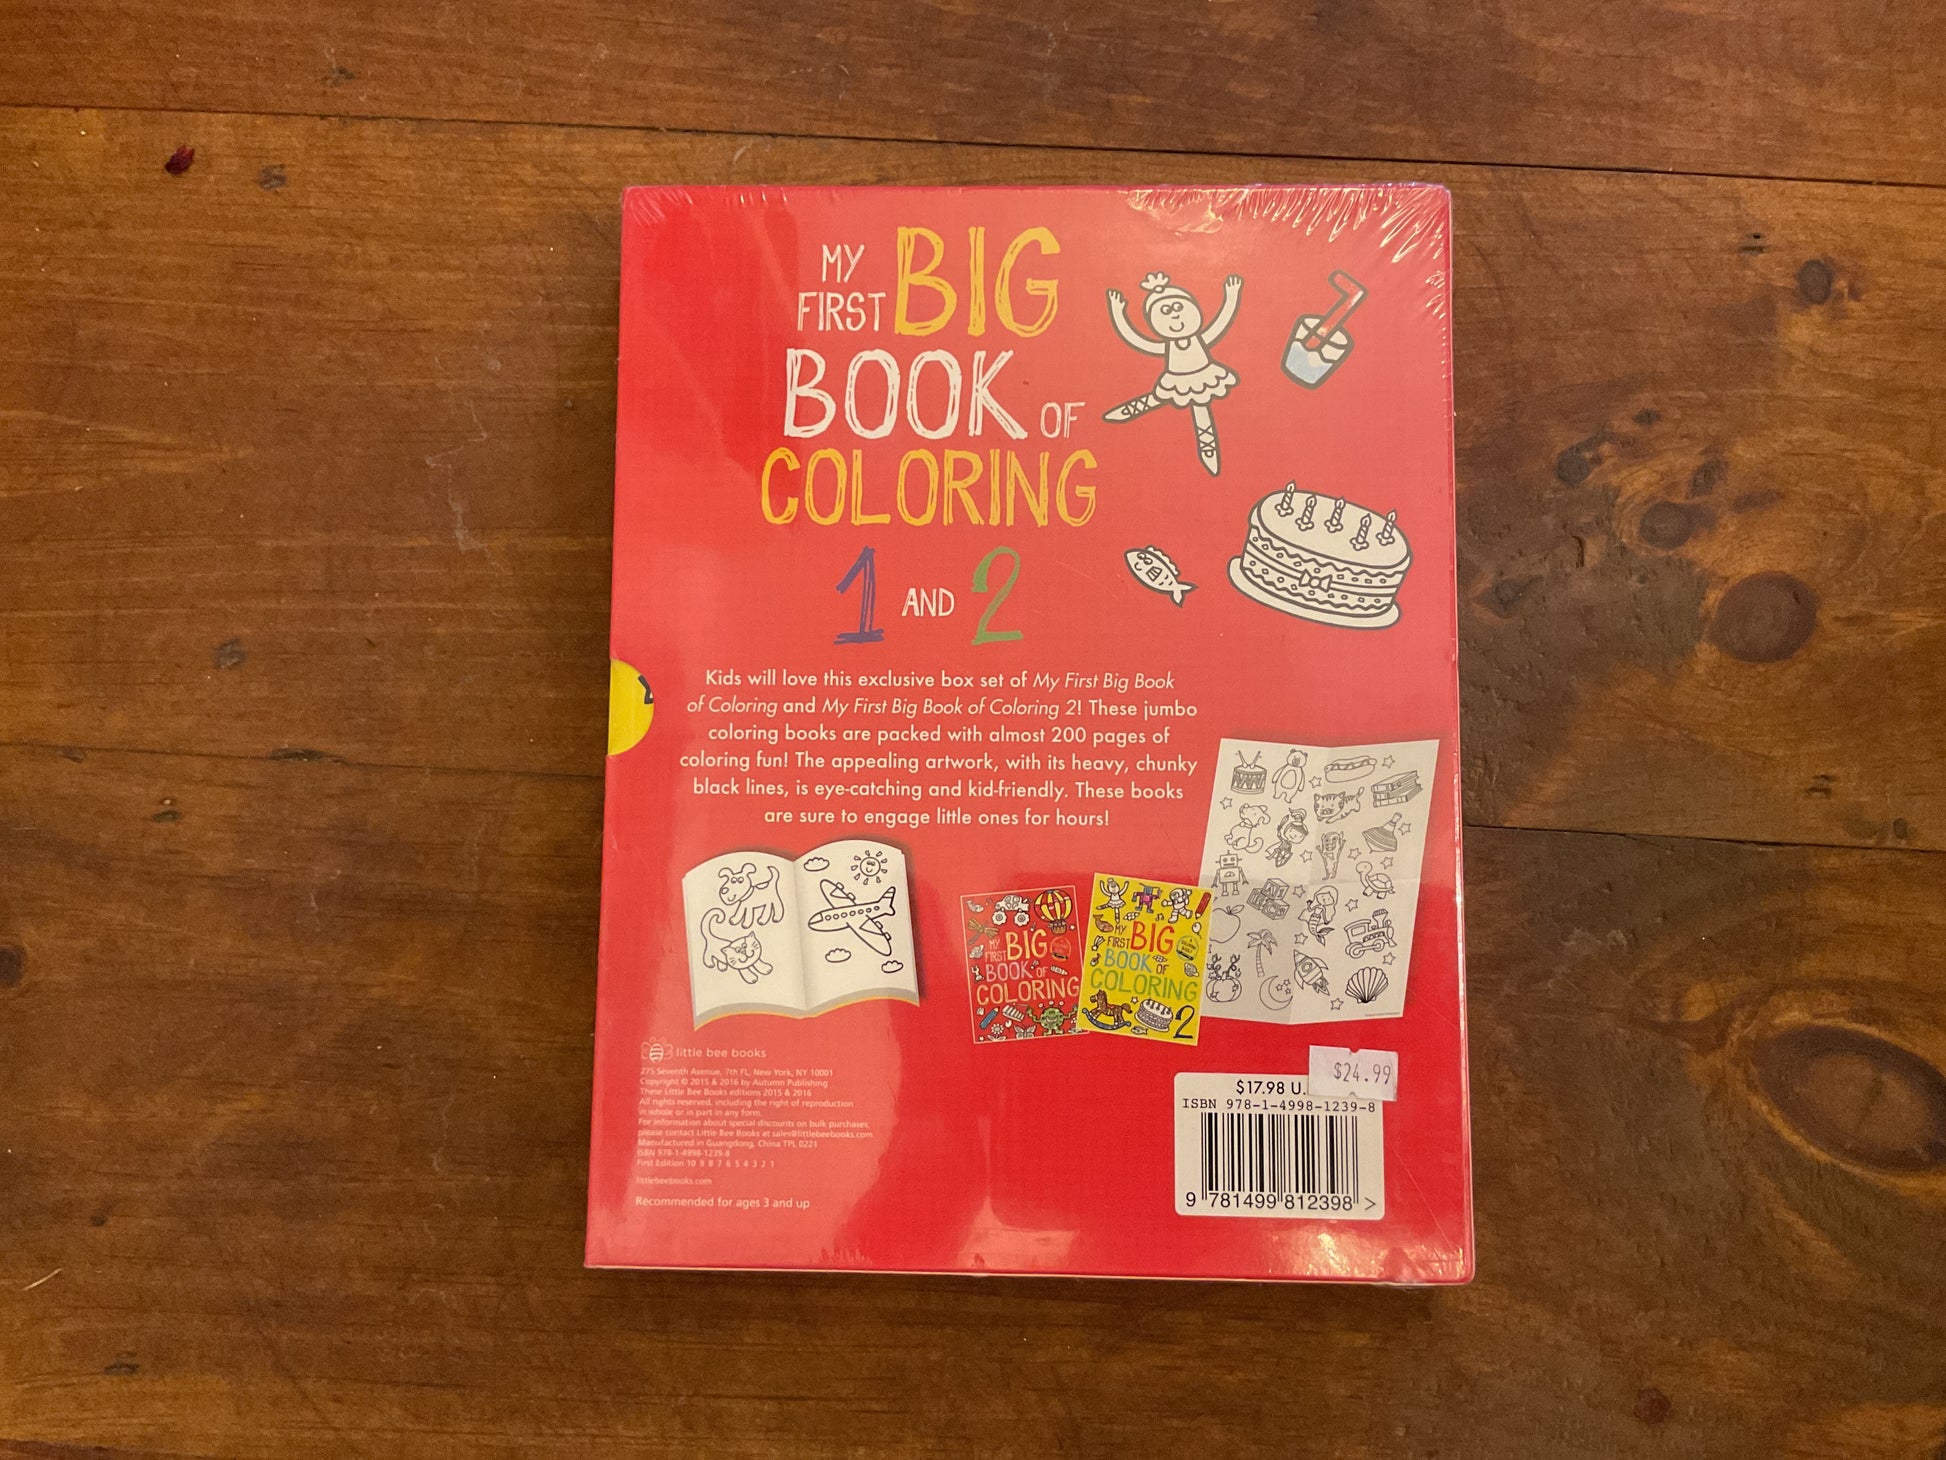 MY
FIRST BIG
BOOK OF
COLORING
1 AND 2
Kids will love this exclusive box set of My First Big Book
of Coloring and My First Big Book of Coloring 2! These jumbo
coloring books are packed with almost 200 pages of
coloring fun! The appealing artwork, with its heavy, chunky
black lines, is eye-catching and kid-friendly. These books
are sure to engage little ones for hours!
MY
FIRST BIG
BOOK OF
COLORING
MY
FIRST BIG
BOOK OF
COLORING
2
little bee books
275 Seventh Avenue, 7th FL, New York, NY 10001
Copyright © 2015 & 2016 by Autumn Publishing
These Little Bee Books editions 2015 & 2016
All rights reserved, including the right of reproduction
in whole or in part in any form.
For information about special discounts on bulk purchases,
please contact Little Bee Books at sales@littlebeebooks.com.
Manufactured in Guangdong, China TPL 0221
ISBN 978-1-4998-1239-8
First Edition 10 9 8 7 6 5 4 3 2 1
littlebeebooks.com
Recommended for ages 3 and up
$24.99
$17.98 U.
ISBN 978-1-4998-1239-8
9 781499 812398 >